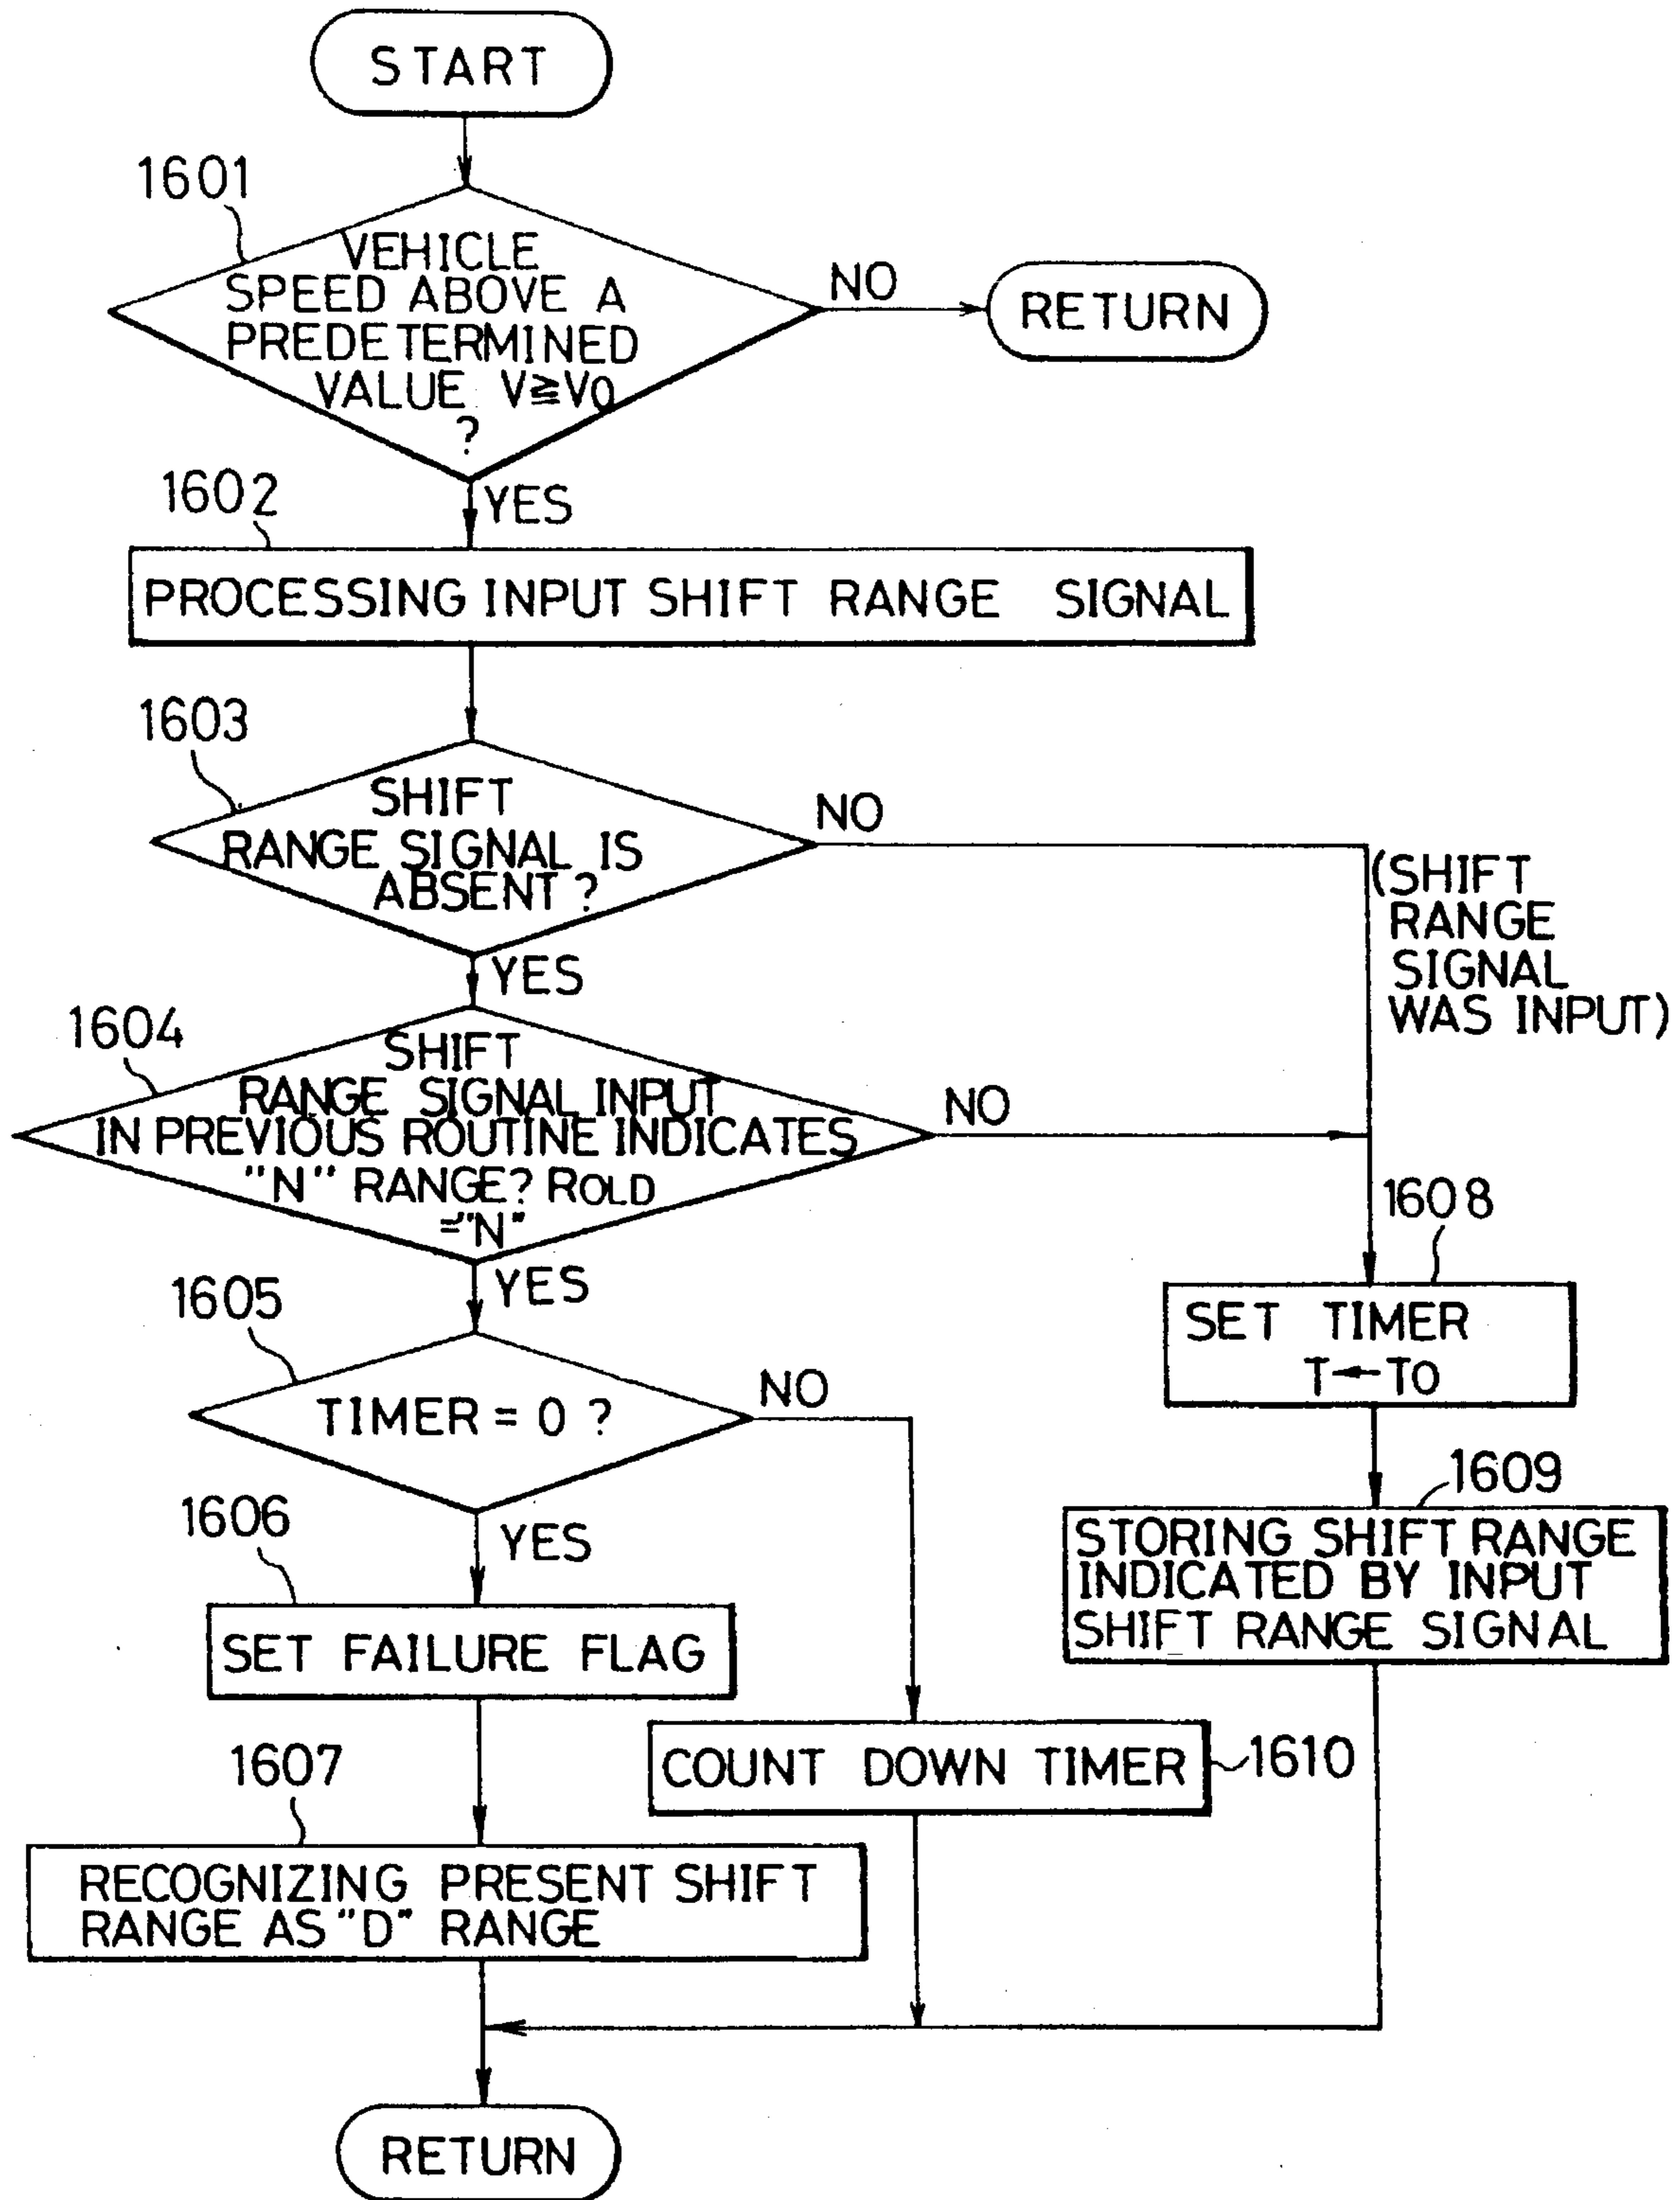 START
1601
VEHICLE
SPEED ABOVE A
PREDETERMINED
VALUE V≧V0
?
NO
RETURN
YES
1602
PROCESSING INPUT SHIFT RANGE SIGNAL
1603
SHIFT
RANGE SIGNAL IS
ABSENT ?
NO
(SHIFT
RANGE
SIGNAL
WAS INPUT)
YES
1604
SHIFT
RANGE SIGNAL INPUT
IN PREVIOUS ROUTINE INDICATES
"N" RANGE? ROLD
="N"
NO
YES
1605
TIMER = 0 ?
NO
YES
1608
SET TIMER
T←T0
1609
STORING SHIFT RANGE
INDICATED BY INPUT
SHIFT RANGE SIGNAL
1606
SET FAILURE FLAG
COUNT DOWN TIMER
1610
1607
RECOGNIZING PRESENT SHIFT
RANGE AS "D" RANGE
RETURN